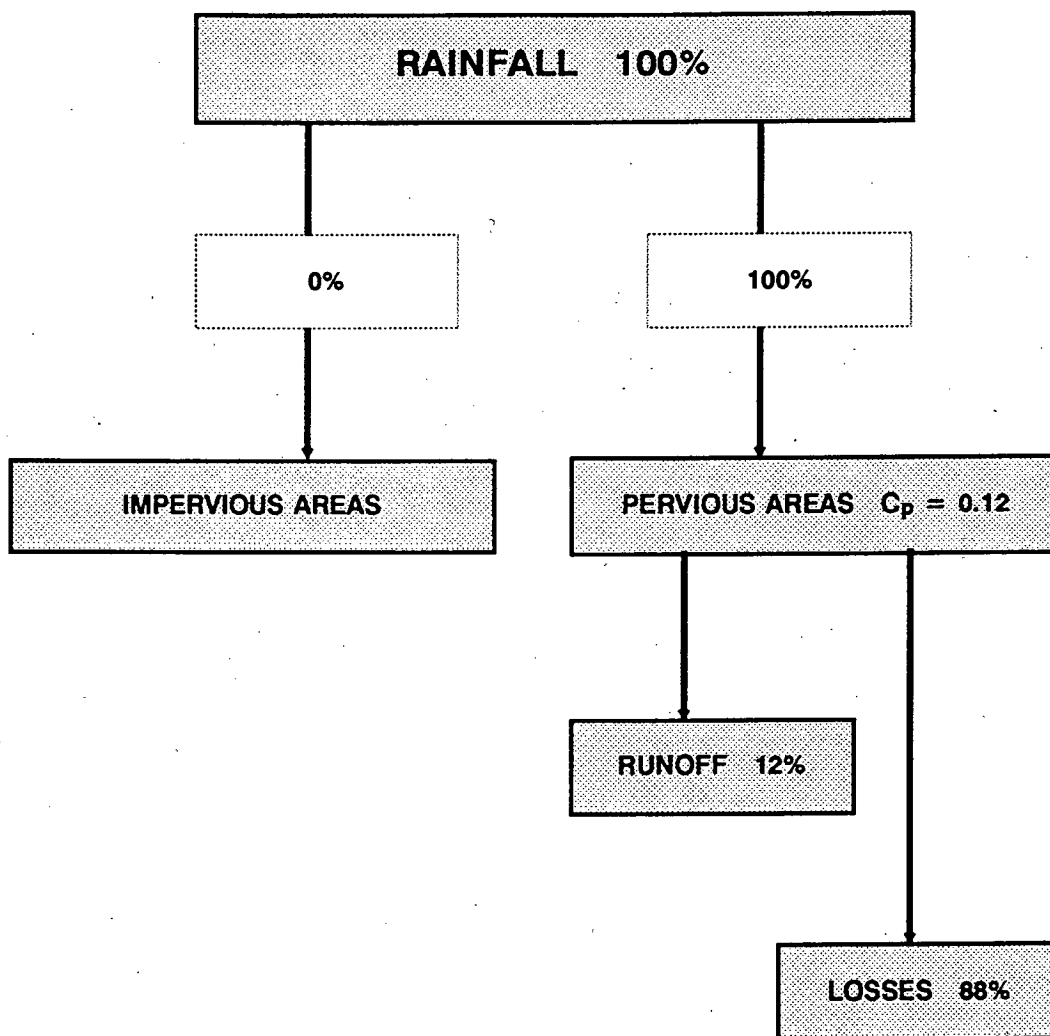 RAINFALL 100%
0%
100%
IMPERVIOUS AREAS
PERVIOUS AREAS Cp = 0.12
RUNOFF 12%
LOSSES 88%